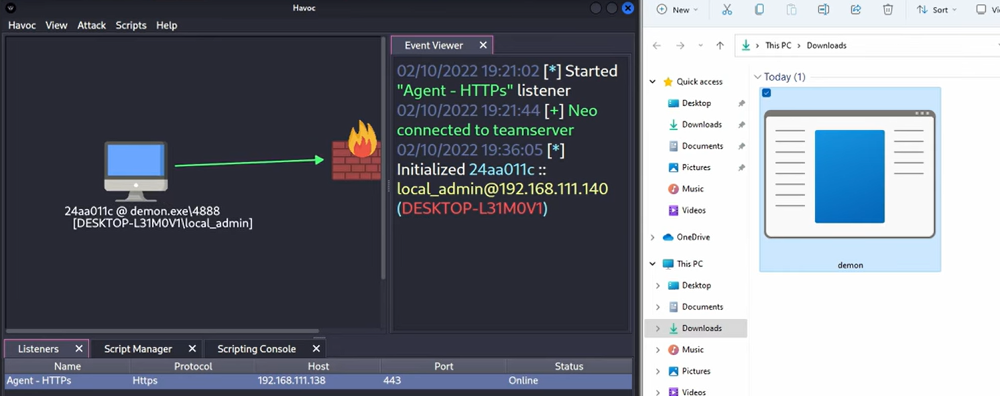 Havoc
Havoc View Attack Scripts Help
24aa011c @ demon.exe\4888
[DESKTOP-L31M0V1\local_admin]
Event Viewer
02/10/2022 19:21:02 [*] Started
"Agent - HTTPs" listener
02/10/2022 19:21:44 [+] Neo
connected to teamserver
02/10/2022 19:36:05 [*]
Initialized 24aa011c ::
local_admin@192.168.111.140
(DESKTOP-L31M0V1)
Listeners Script Manager Scripting Console
Name Protocol Host Port Status
Agent - HTTPs Https 192.168.111.138 443 Online
New Sort
This PC > Downloads
Quick access
Desktop
Downloads
Documents
Pictures
Music
Videos
OneDrive
This PC
Desktop
Documents
Downloads
Music
Pictures
Videos
Today (1)
demon